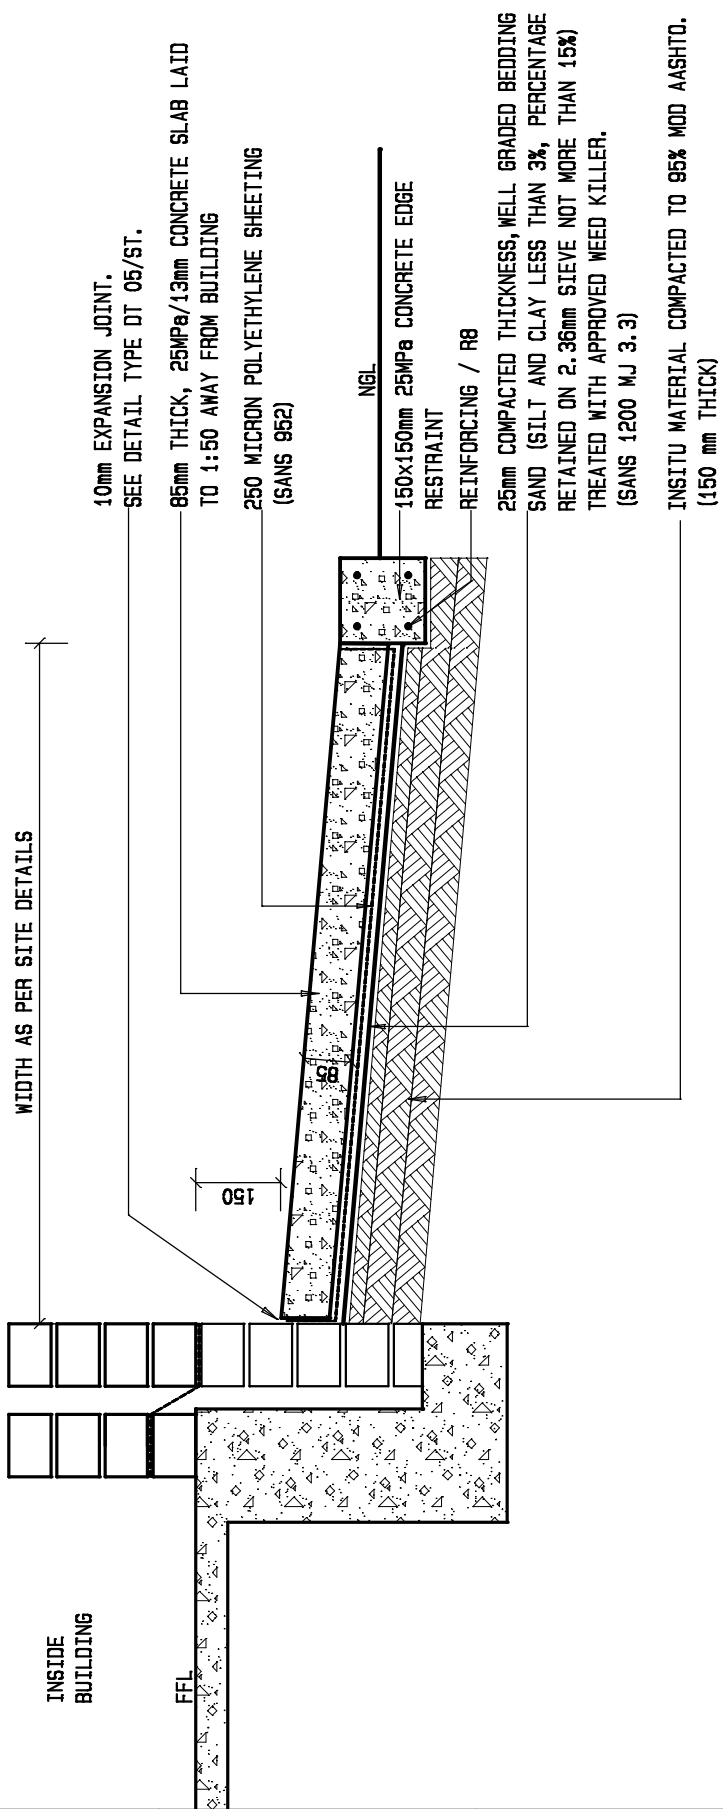 INSIDE
BUILDING
FFL
WIDTH AS PER SITE DETAILS
150
85
10mm EXPANSION JOINT.
SEE DETAIL TYPE DT 05/ST.
85mm THICK, 25MPa/13mm CONCRETE SLAB LAID
TO 1:50 AWAY FROM BUILDING
250 MICRON POLYETHYLENE SHEETING
(SANS 952)
NGL
150x150mm 25MPa CONCRETE EDGE
RESTRAINT
REINFORCING / R8
25mm COMPACTED THICKNESS, WELL GRADED BEDDING
SAND (SILT AND CLAY LESS THAN 3%, PERCENTAGE
RETAINED ON 2.36mm SIEVE NOT MORE THAN 15%)
TREATED WITH APPROVED WEED KILLER.
(SANS 1200 MJ 3.3)
INSITU MATERIAL COMPACTED TO 95% MOD AASHTO.
(150 mm THICK)